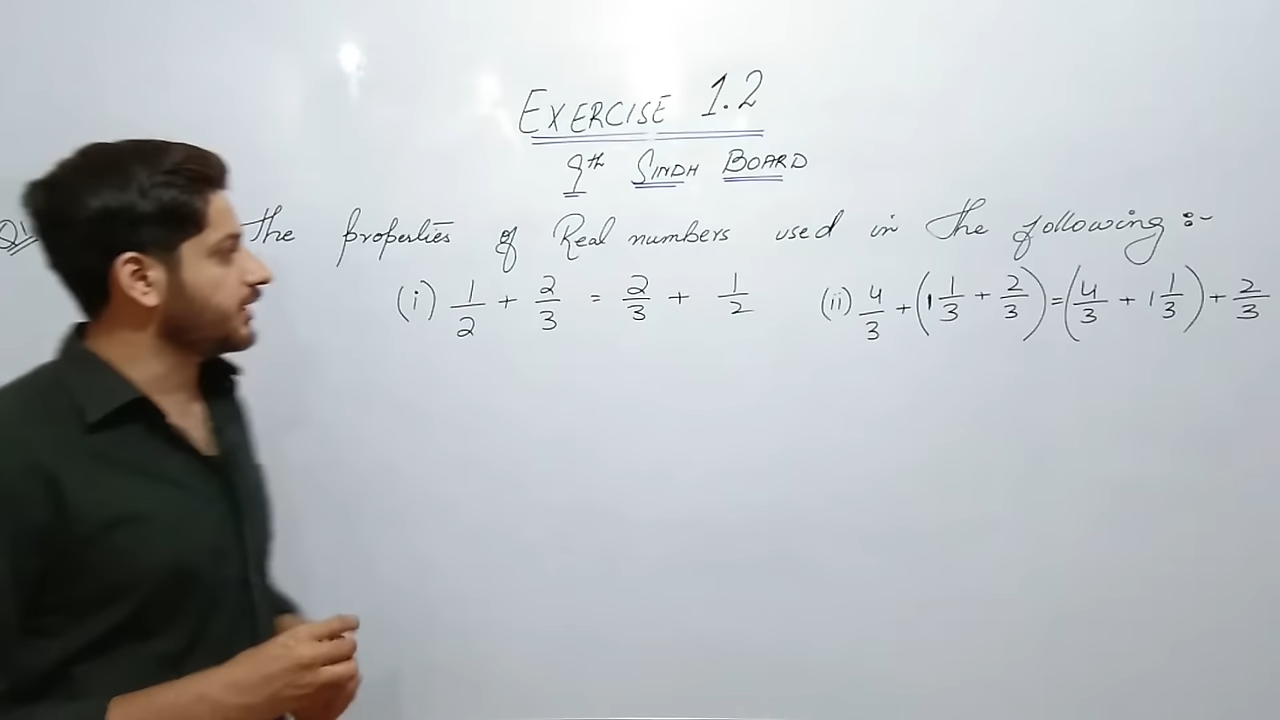 EXERCISE 1.2
9th SINDH BOARD
Q1 The properties of Real numbers used in the following :-
(i) 1/2 + 2/3 = 2/3 + 1/2 (ii) 4/3 + (1 1/3 + 2/3) = (4/3 + 1 1/3) + 2/3